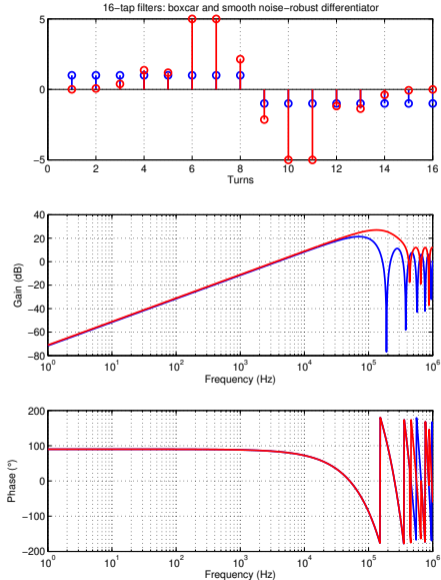 16−tap filters: boxcar and smooth noise−robust differentiator
5
0
−5
0 2 4 6 8 10 12 14 16
Turns
40
20
0
−20
−40
−60
−80
Gain (dB)
10^0 10^1 10^2 10^3 10^4 10^5 10^6
Frequency (Hz)
200
100
0
−100
−200
Phase (°)
10^0 10^1 10^2 10^3 10^4 10^5 10^6
Frequency (Hz)